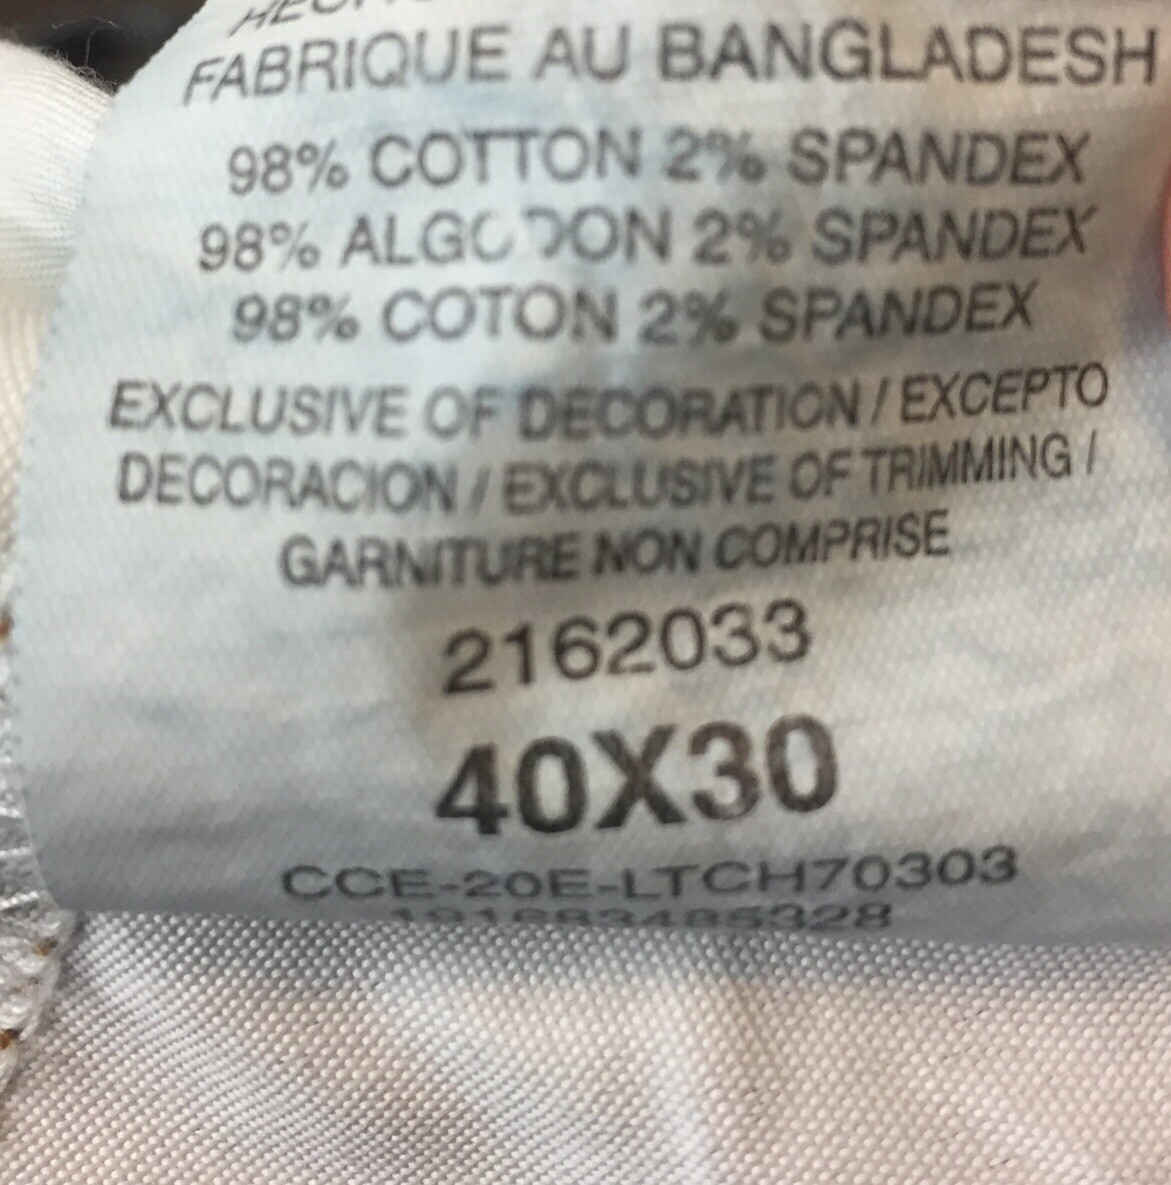 FABRIQUE AU BANGLADESH
98% COTTON 2% SPANDEX
98% ALGODON 2% SPANDEX
98% COTON 2% SPANDEX
EXCLUSIVE OF DECORATION / EXCEPTO
DECORACION / EXCLUSIVE OF TRIMMING /
GARNITURE NON COMPRISE
2162033
40X30
CCE-20E-LTCH70303